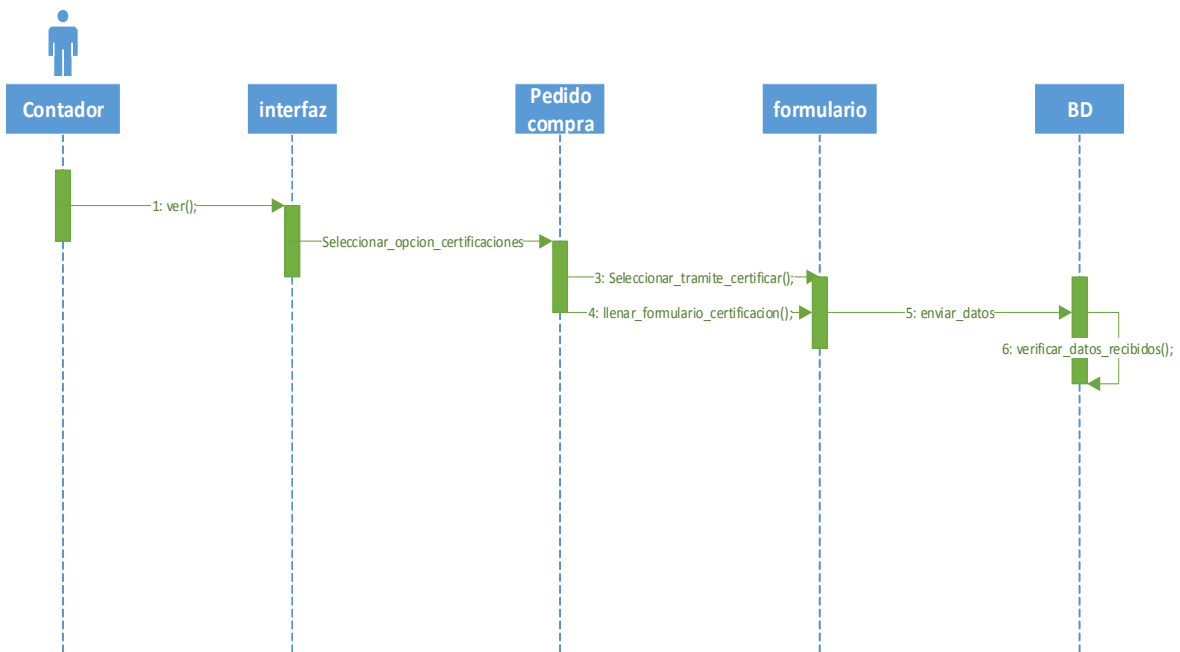 Contador
interfaz
Pedido
compra
formulario
BD
1: ver();
Seleccionar_opcion_certificaciones
3: Seleccionar_tramite_certificar();
4: llenar_formulario_certificacion();
5: enviar_datos
6: verificar_datos_recibidos();